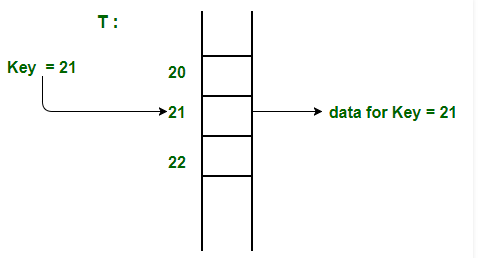 T :
Key = 21
20
21
data for Key = 21
22